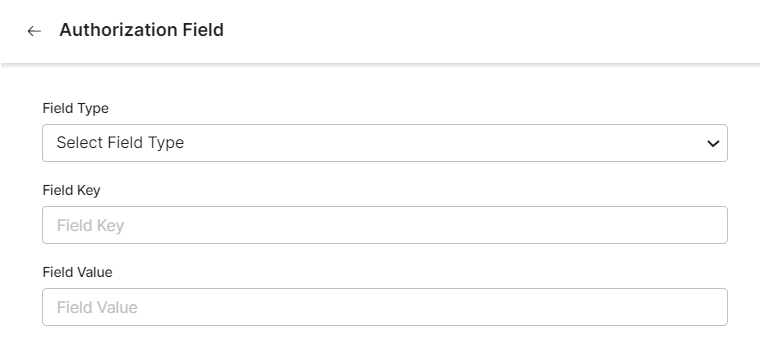 Authorization Field
Field Type
Select Field Type
Field Key
Field Key
Field Value
Field Value